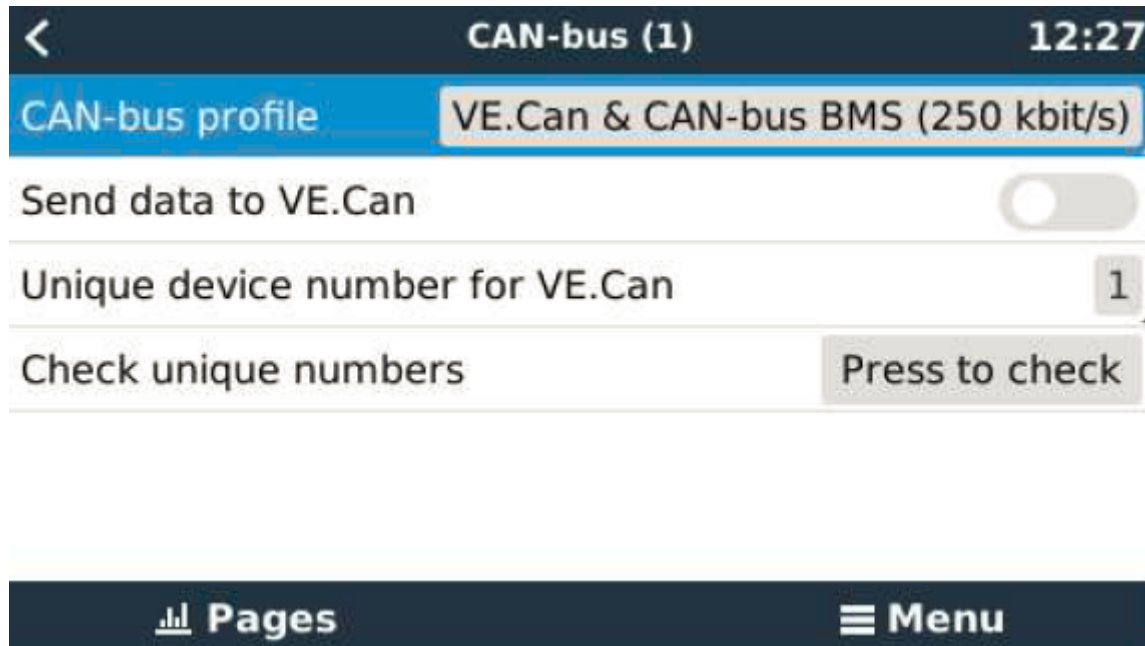 CAN-bus (1) 12:27
CAN-bus profile VE.Can & CAN-bus BMS (250 kbit/s)
Send data to VE.Can
Unique device number for VE.Can 1
Check unique numbers Press to check
Pages Menu